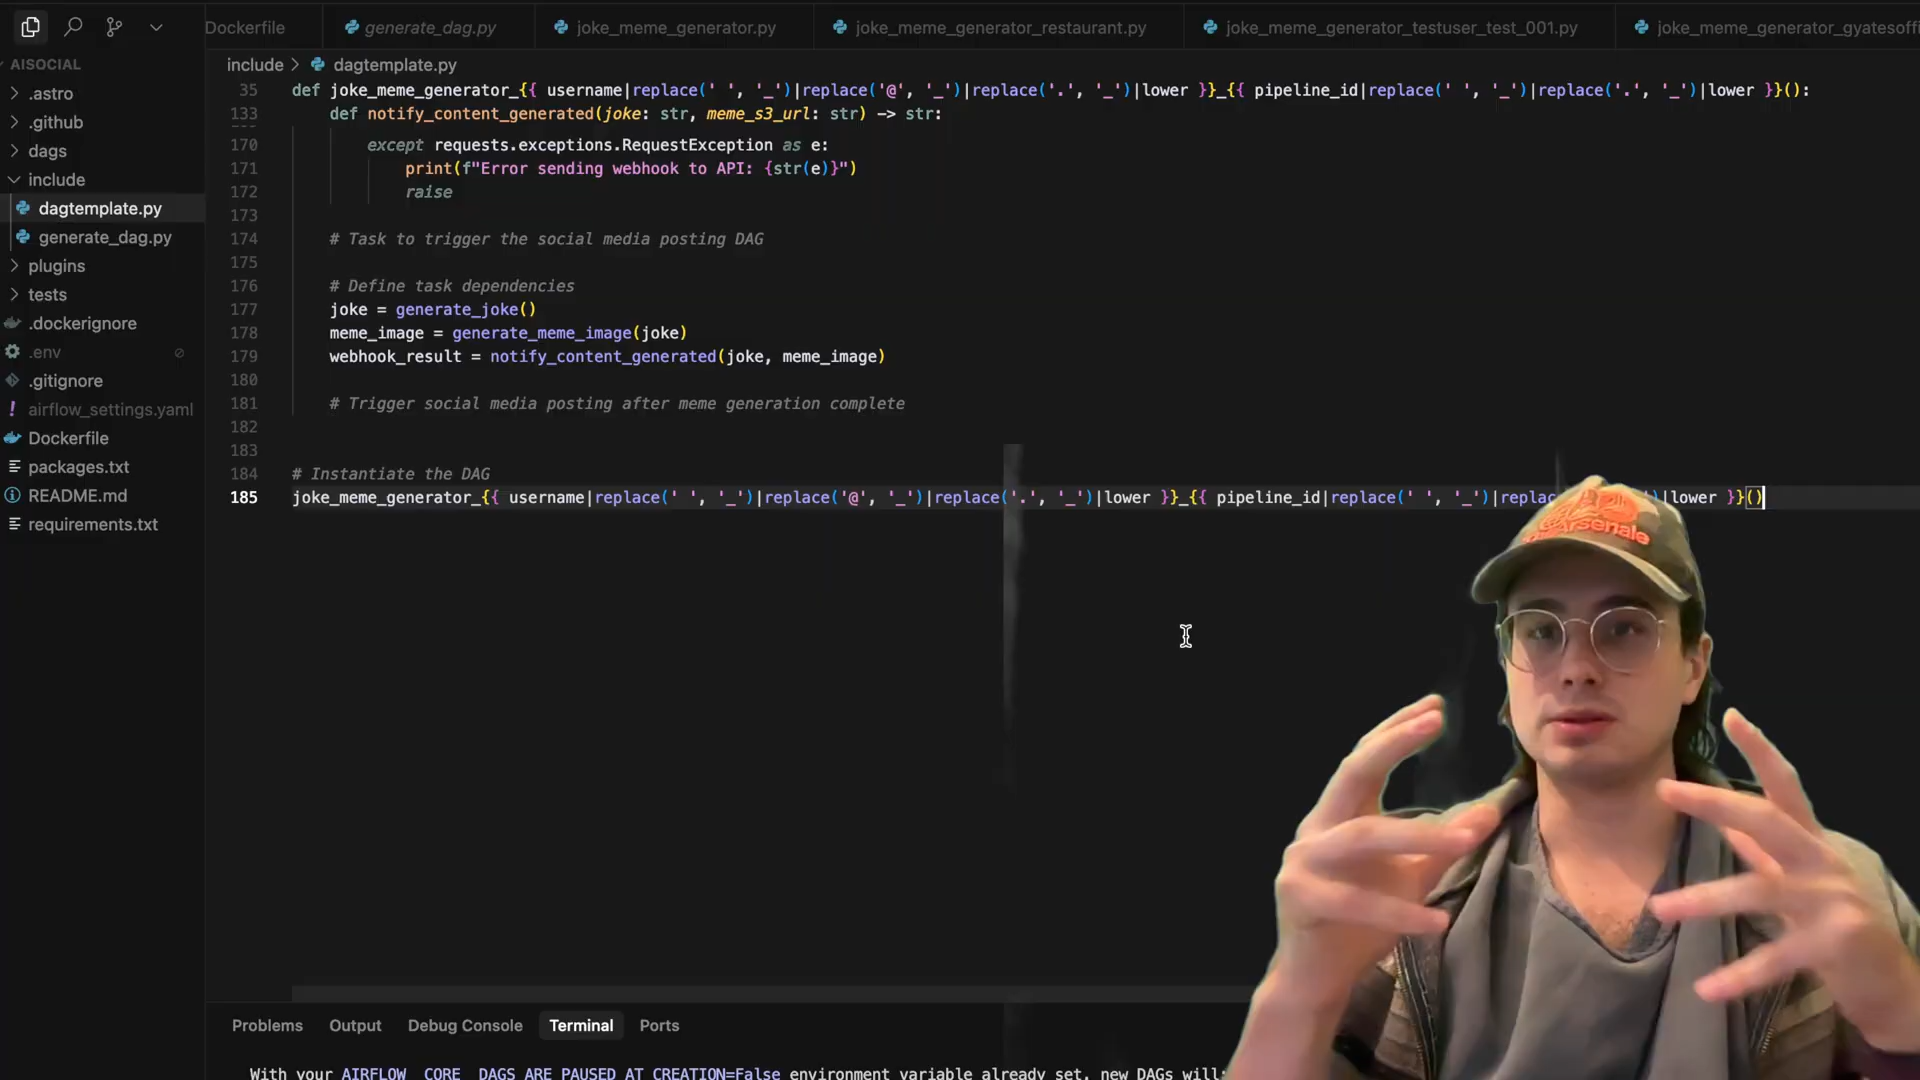 Dockerfile
generate_dag.py
joke_meme_generator.py
joke_meme_generator_restaurant.py
joke_meme_generator_testuser_test_001.py
joke_meme_generator_gyatesoffi
AISOCIAL
.astro
.github
dags
include
dagtemplate.py
generate_dag.py
plugins
tests
.dockerignore
.env
.gitignore
! airflow_settings.yaml
Dockerfile
packages.txt
README.md
requirements.txt
include > dagtemplate.py
35 def joke_meme_generator_{{ username|replace(' ', '_')|replace('@', '_')|replace('.', '_')|lower }}_{{ pipeline_id|replace(' ', '_')|replace('.', '_')|lower }}():
133 def notify_content_generated(joke: str, meme_s3_url: str) -> str:
170 except requests.exceptions.RequestException as e:
171 print(f"Error sending webhook to API: {str(e)}")
172 raise
173
174 # Task to trigger the social media posting DAG
175
176 # Define task dependencies
177 joke = generate_joke()
178 meme_image = generate_meme_image(joke)
179 webhook_result = notify_content_generated(joke, meme_image)
180
181 # Trigger social media posting after meme generation complete
182
183
184 # Instantiate the DAG
185 joke_meme_generator_{{ username|replace(' ', '_')|replace('@', '_')|replace('.', '_')|lower }}_{{ pipeline_id|replace(' ', '_')|replac ')|lower }}()
Arsenale
Problems Output Debug Console Terminal Ports
With your AIRFLOW__CORE__DAGS_ARE_PAUSED_AT_CREATION=False environment variable already set, new DAGs will: